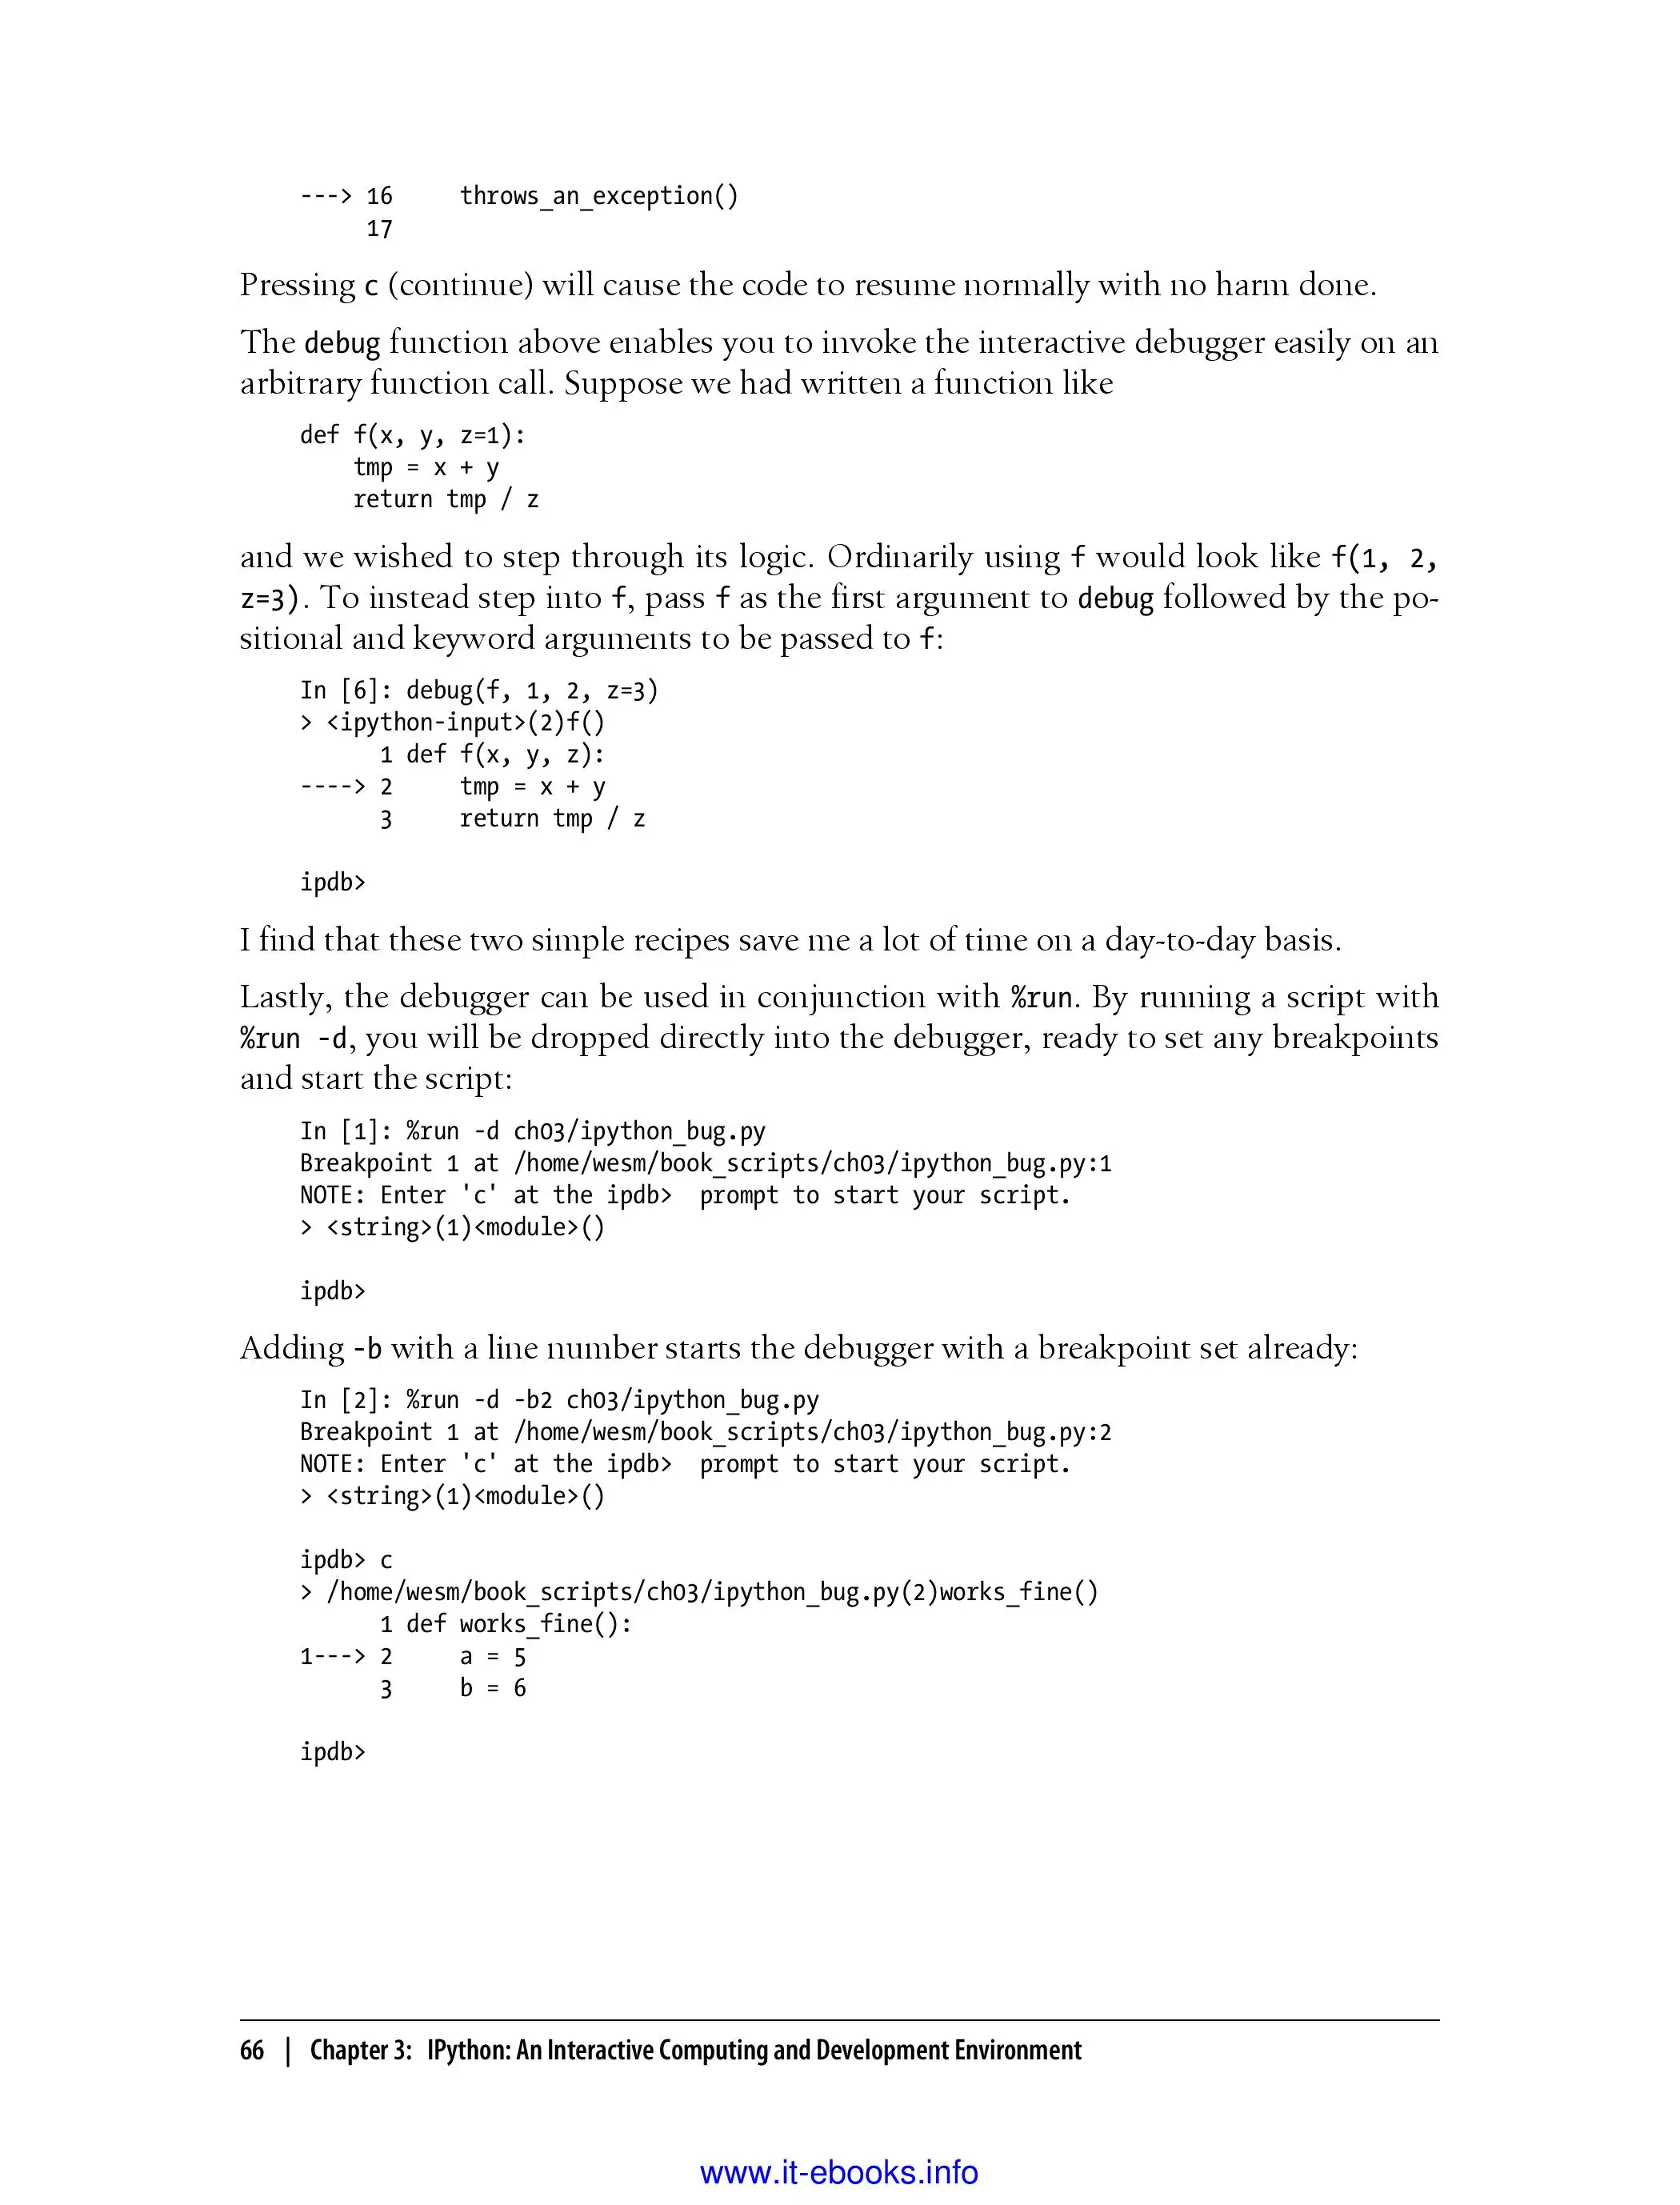 ---> 16     throws_an_exception()
     17
Pressing c (continue) will cause the code to resume normally with no harm done.
The debug function above enables you to invoke the interactive debugger easily on an
arbitrary function call. Suppose we had written a function like
def f(x, y, z=1):
    tmp = x + y
    return tmp / z
and we wished to step through its logic. Ordinarily using f would look like f(1, 2,
z=3). To instead step into f, pass f as the first argument to debug followed by the po-
sitional and keyword arguments to be passed to f:
In [6]: debug(f, 1, 2, z=3)
> <ipython-input>(2)f()
      1 def f(x, y, z):
----> 2     tmp = x + y
      3     return tmp / z
ipdb>
I find that these two simple recipes save me a lot of time on a day-to-day basis.
Lastly, the debugger can be used in conjunction with %run. By running a script with
%run -d, you will be dropped directly into the debugger, ready to set any breakpoints
and start the script:
In [1]: %run -d ch03/ipython_bug.py
Breakpoint 1 at /home/wesm/book_scripts/ch03/ipython_bug.py:1
NOTE: Enter 'c' at the ipdb>  prompt to start your script.
> <string>(1)<module>()
ipdb>
Adding -b with a line number starts the debugger with a breakpoint set already:
In [2]: %run -d -b2 ch03/ipython_bug.py
Breakpoint 1 at /home/wesm/book_scripts/ch03/ipython_bug.py:2
NOTE: Enter 'c' at the ipdb>  prompt to start your script.
> <string>(1)<module>()
ipdb> c
> /home/wesm/book_scripts/ch03/ipython_bug.py(2)works_fine()
      1 def works_fine():
1---> 2     a = 5
      3     b = 6
ipdb>
66 | Chapter 3: IPython: An Interactive Computing and Development Environment
www.it-ebooks.info